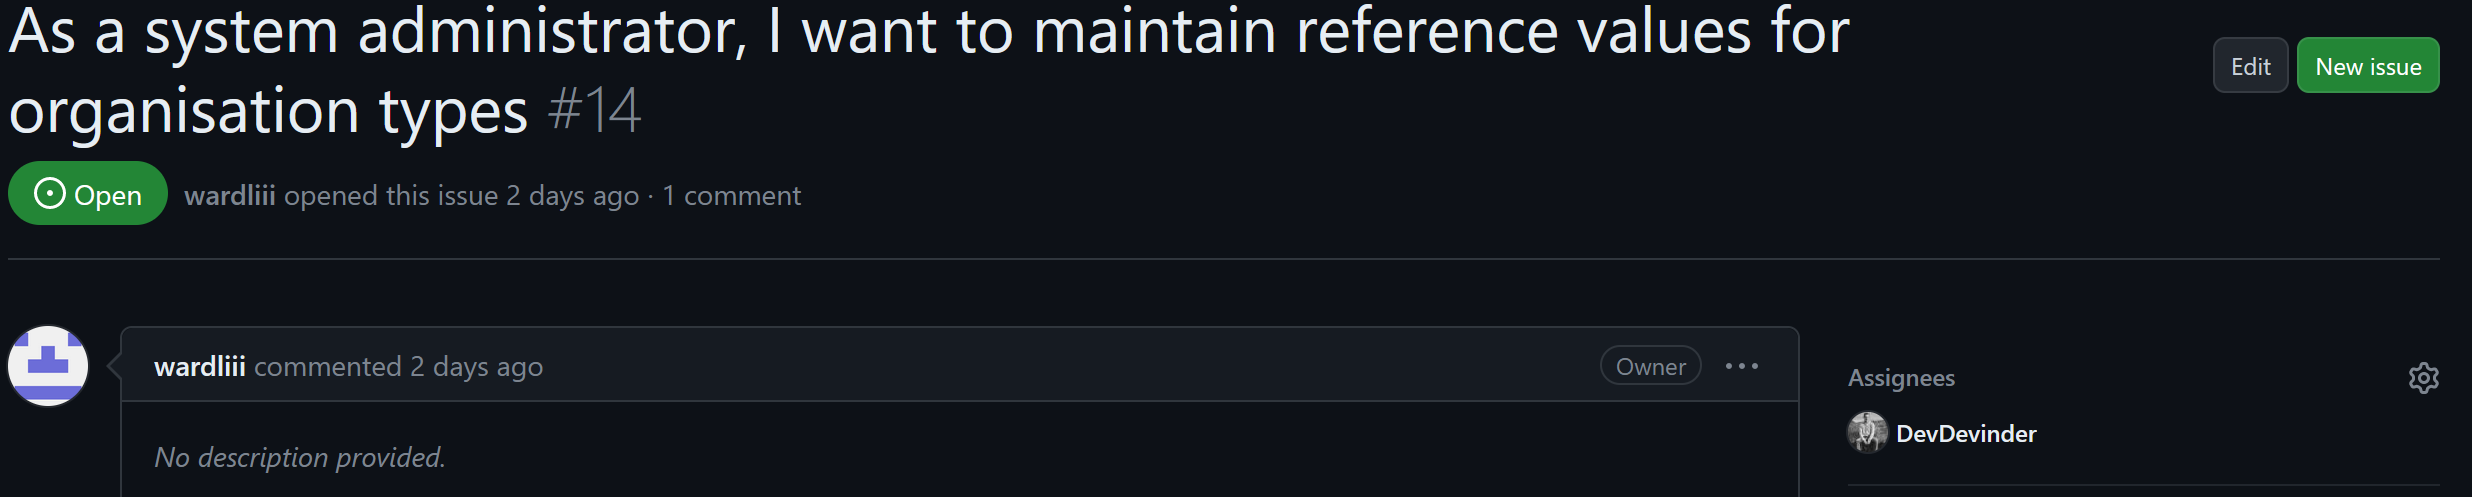 As a system administrator, I want to maintain reference values for
organisation types #14
Edit
New issue
Open
wardliii opened this issue 2 days ago · 1 comment
wardliii commented 2 days ago
Owner
No description provided.
Assignees
DevDevinder